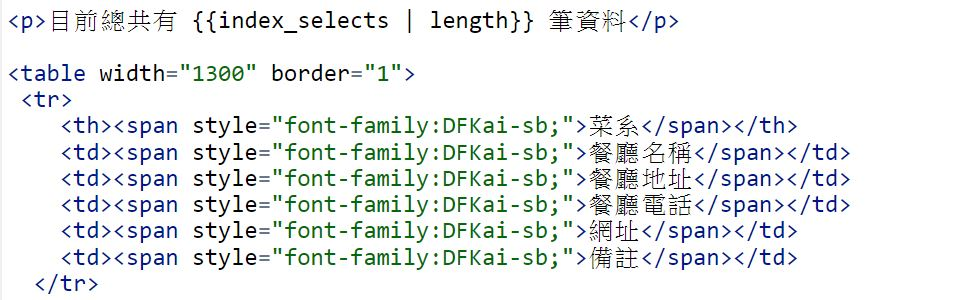 <p>目前總共有 {{index_selects | length}} 筆資料</p>
<table width="1300" border="1">
<tr>
<th><span style="font-family:DFKai-sb;">菜系</span></th>
<td><span style="font-family:DFKai-sb;">餐廳名稱</span></td>
<td><span style="font-family:DFKai-sb;">餐廳地址</span></td>
<td><span style="font-family:DFKai-sb;">餐廳電話</span></td>
<td><span style="font-family:DFKai-sb;">網址</span></td>
<td><span style="font-family:DFKai-sb;">備註</span></td>
</tr>